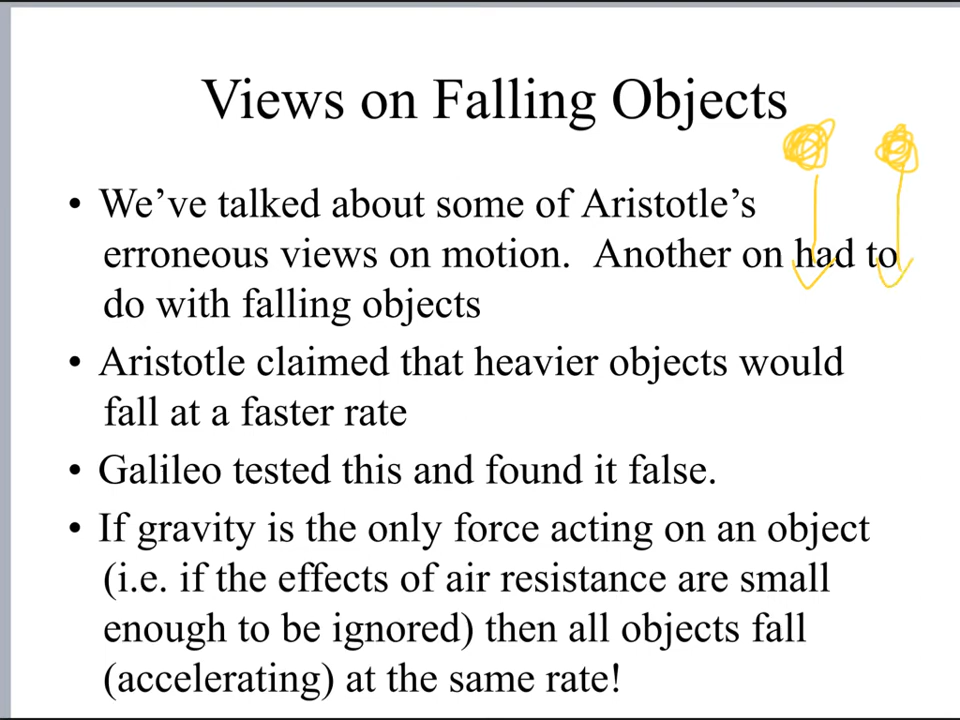 Views on Falling Objects
• We’ve talked about some of Aristotle’s
erroneous views on motion.  Another on had to
do with falling objects
• Aristotle claimed that heavier objects would
fall at a faster rate
• Galileo tested this and found it false.
• If gravity is the only force acting on an object
(i.e. if the effects of air resistance are small
enough to be ignored) then all objects fall
(accelerating) at the same rate!